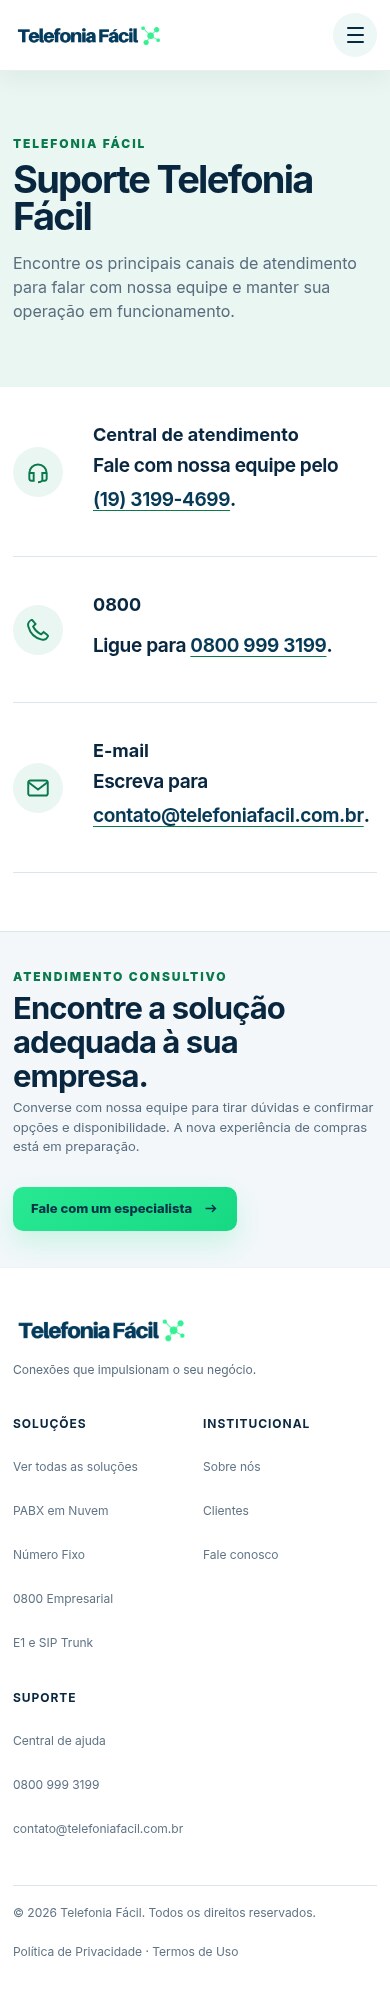 Telefonia Fácil
TELEFONIA FÁCIL
Suporte Telefonia
Fácil
Encontre os principais canais de atendimento
para falar com nossa equipe e manter sua
operação em funcionamento.
Central de atendimento
Fale com nossa equipe pelo
(19) 3199-4699.
0800
Ligue para 0800 999 3199.
E-mail
Escreva para
contato@telefoniafacil.com.br.
ATENDIMENTO CONSULTIVO
Encontre a solução
adequada à sua
empresa.
Converse com nossa equipe para tirar dúvidas e confirmar
opções e disponibilidade. A nova experiência de compras
está em preparação.
Fale com um especialista →
Telefonia Fácil
Conexões que impulsionam o seu negócio.
SOLUÇÕES
Ver todas as soluções
PABX em Nuvem
Número Fixo
0800 Empresarial
E1 e SIP Trunk
INSTITUCIONAL
Sobre nós
Clientes
Fale conosco
SUPORTE
Central de ajuda
0800 999 3199
contato@telefoniafacil.com.br
© 2026 Telefonia Fácil. Todos os direitos reservados.
Política de Privacidade · Termos de Uso